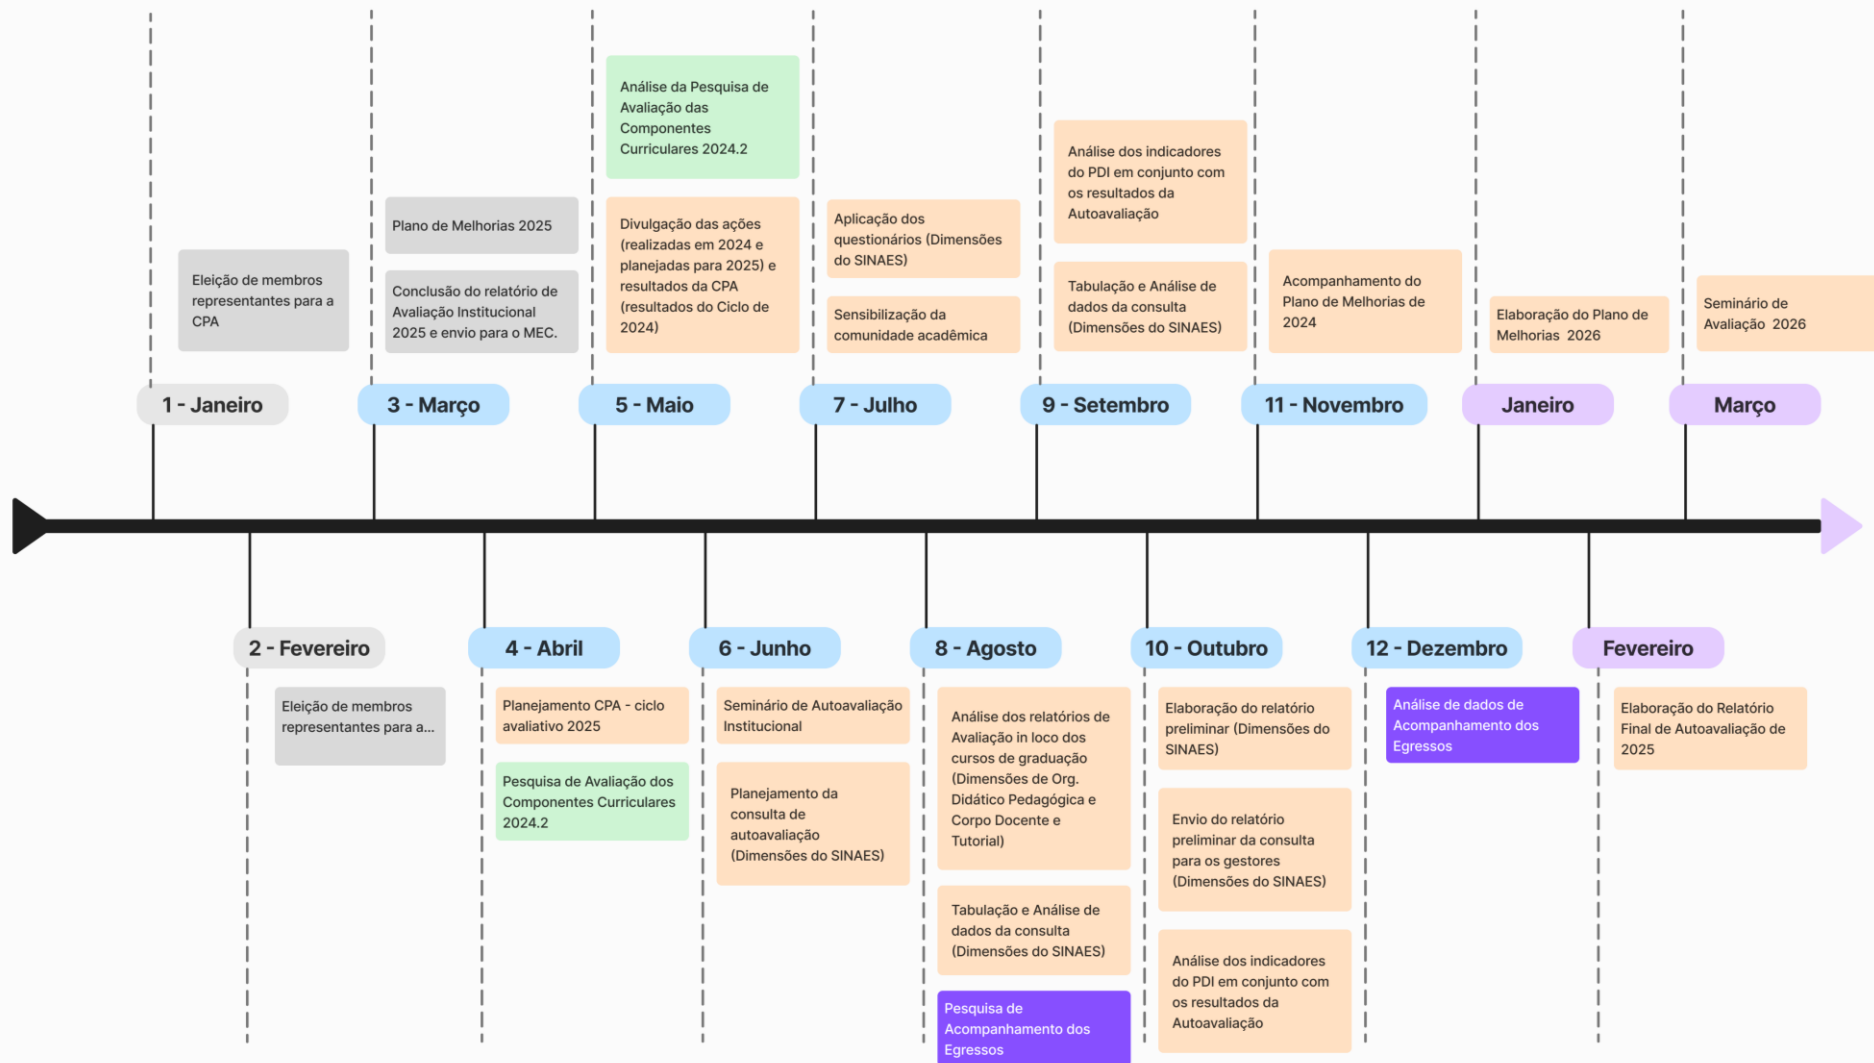 Análise da Pesquisa de
Avaliação das
Componentes
Curriculares 2024.2
Análise dos indicadores
do PDI em conjunto com
os resultados da
Autoavaliação
Plano de Melhorias 2025
Divulgação das ações
(realizadas em 2024 e
planejadas para 2025) e
resultados da CPA
(resultados do Ciclo de
2024)
Aplicação dos
questionários (Dimensões
do SINAES)
Eleição de membros
representantes para a
CPA
Conclusão do relatório de
Avaliação Institucional
2025 e envio para o MEC.
Sensibilização da
comunidade acadêmica
Tabulação e Análise de
dados da consulta
(Dimensões do SINAES)
Acompanhamento do
Plano de Melhorias de
2024
Elaboração do Plano de
Melhorias 2026
Seminário de
Avaliação 2026
1 - Janeiro
3 - Março
5 - Maio
7 - Julho
9 - Setembro
11 - Novembro
Janeiro
Março
2 - Fevereiro
4 - Abril
6 - Junho
8 - Agosto
10 - Outubro
12 - Dezembro
Fevereiro
Eleição de membros
representantes para a...
Planejamento CPA - ciclo
avaliativo 2025
Pesquisa de Avaliação dos
Componentes Curriculares
2024.2
Seminário de Autoavaliação
Institucional
Planejamento da
consulta de
autoavaliação
(Dimensões do SINAES)
Análise dos relatórios de
Avaliação in loco dos
cursos de graduação
(Dimensões de Org.
Didático Pedagógica e
Corpo Docente e
Tutorial)
Tabulação e Análise de
dados da consulta
(Dimensões do SINAES)
Pesquisa de
Acompanhamento dos
Egressos
Elaboração do relatório
preliminar (Dimensões do
SINAES)
Envio do relatório
preliminar da consulta
para os gestores
(Dimensões do SINAES)
Análise dos indicadores
do PDI em conjunto com
os resultados da
Autoavaliação
Análise de dados de
Acompanhamento dos
Egressos
Elaboração do Relatório
Final de Autoavaliação de
2025